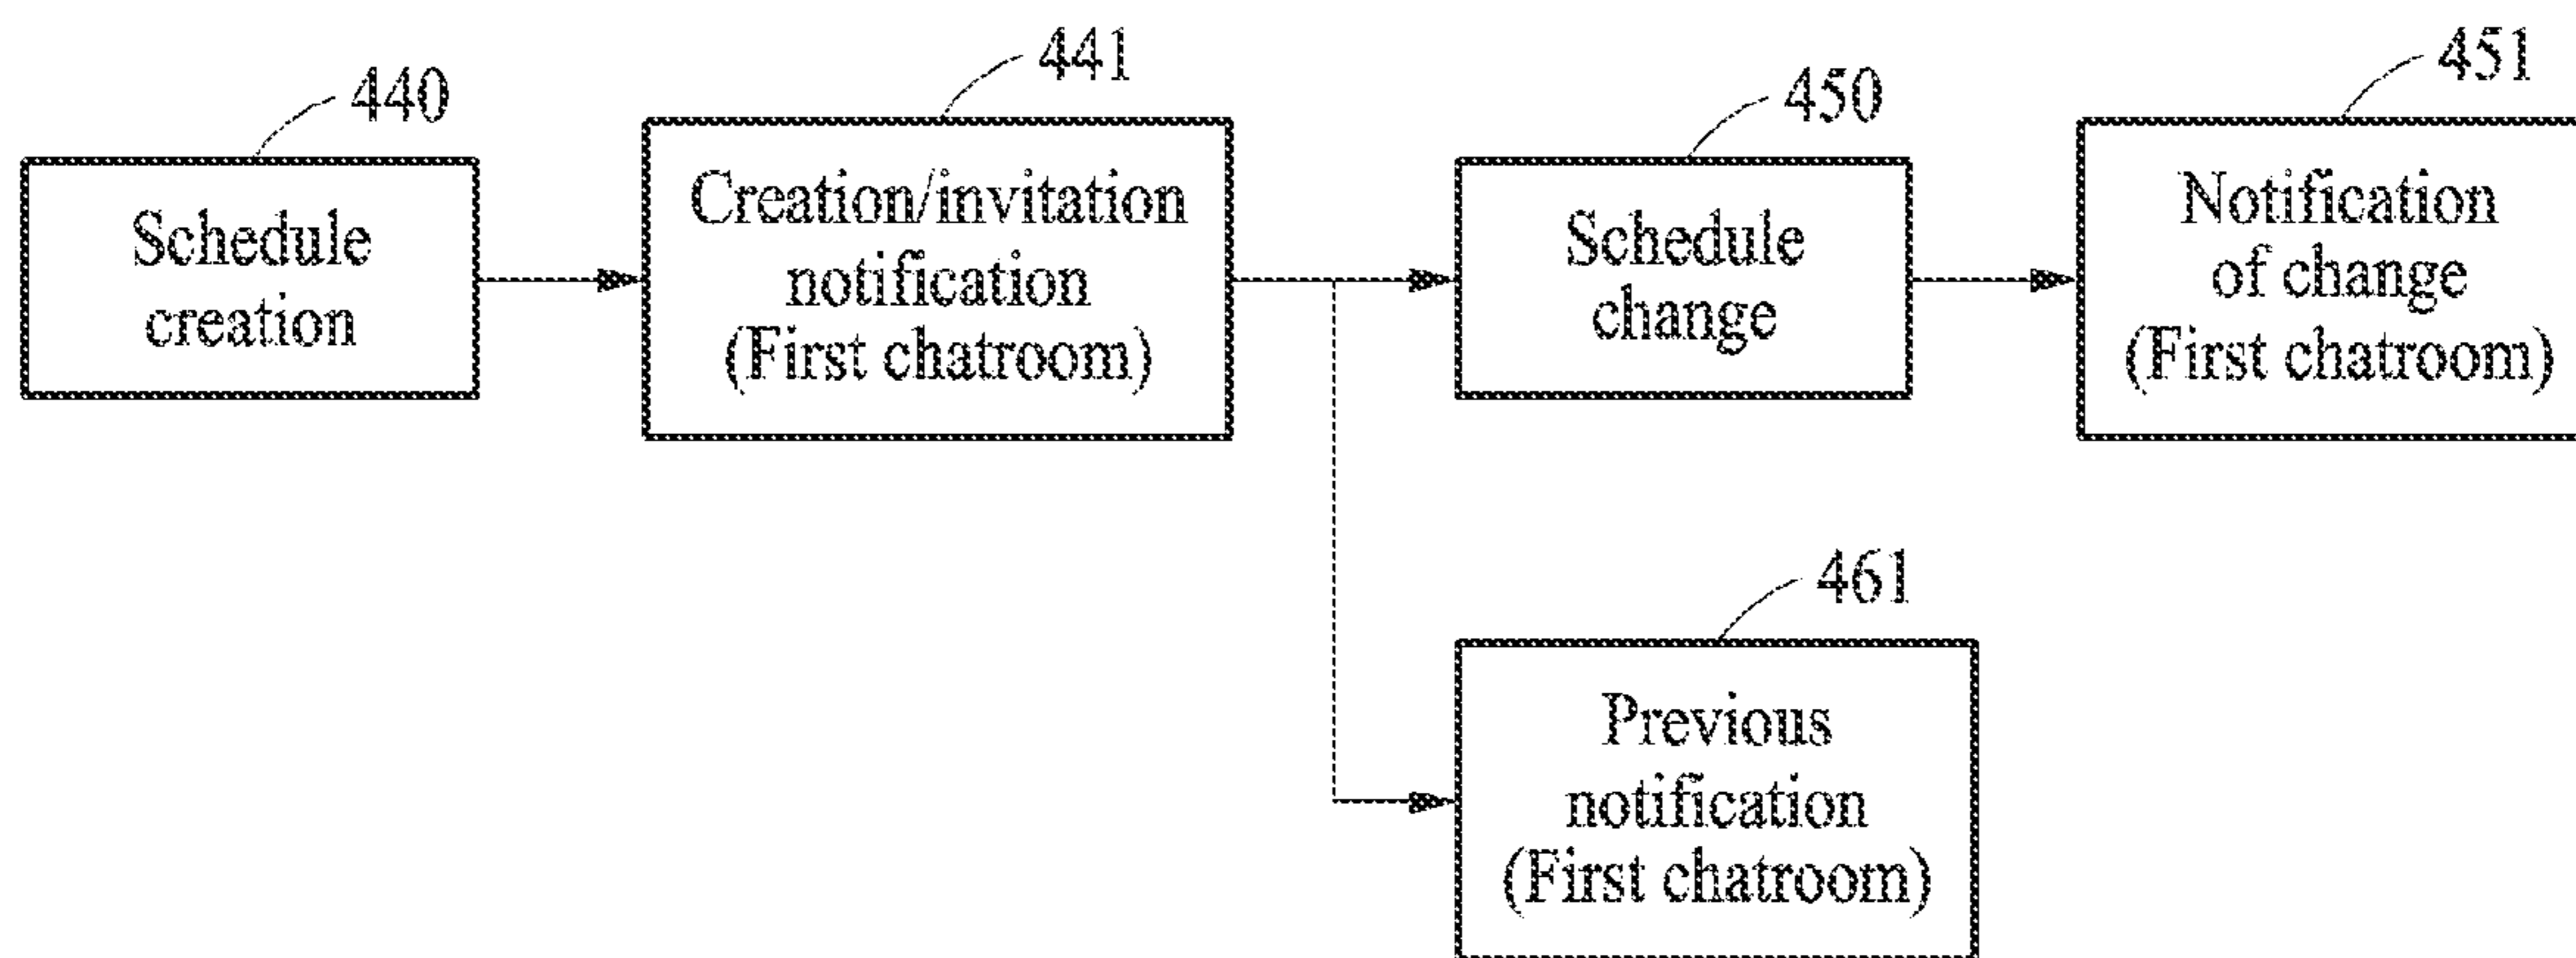 440
Schedule
creation
441
Creation/invitation
notification
(First chatroom)
450
Schedule
change
451
Notification
of change
(First chatroom)
461
Previous
notification
(First chatroom)